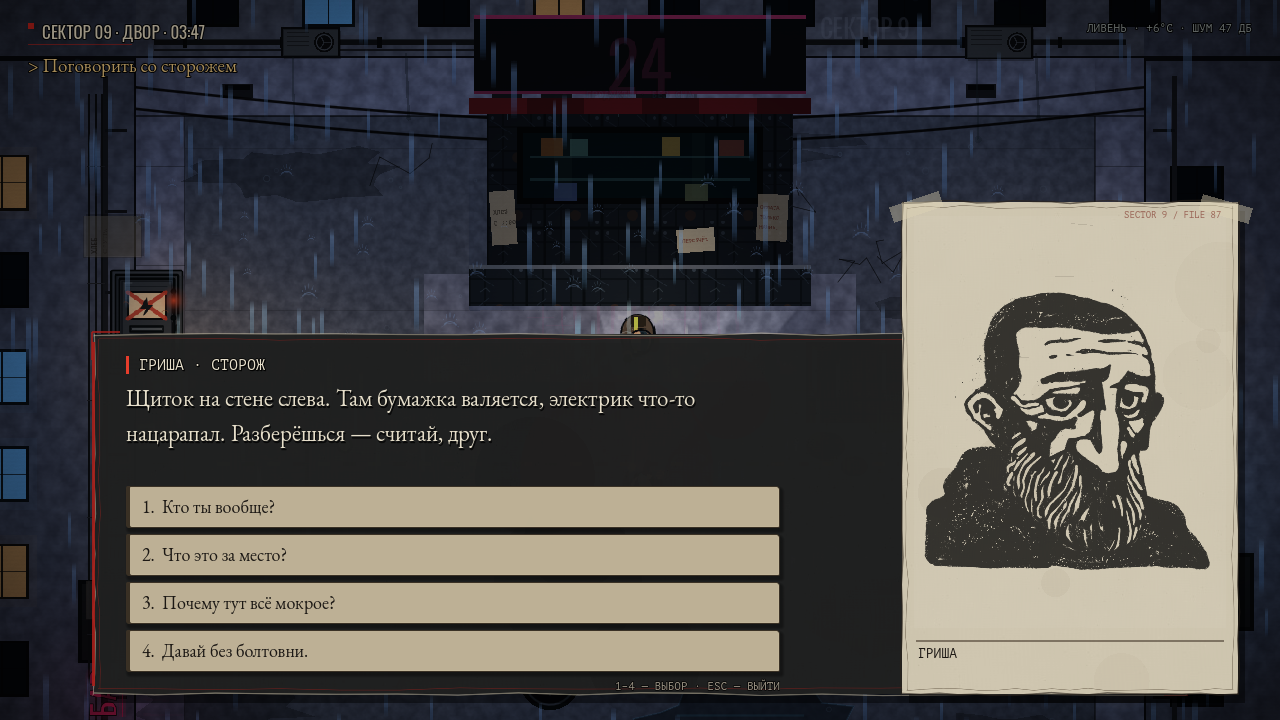 СЕКТОР 09 · ДВОР · 03:47
> Поговорить со сторожем
СЕКТОР 9
24
ЛИВЕНЬ · +6°C · ШУМ 47 ДБ
SECTOR 9 / FILE 87
ГРИША · СТОРОЖ
Щиток на стене слева. Там бумажка валяется, электрик что-то
нацарапал. Разберёшься — считай, друг.
1. Кто ты вообще?
2. Что это за место?
3. Почему тут всё мокрое?
4. Давай без болтовни.
1–4 — ВЫБОР · ESC — ВЫЙТИ
ГРИША